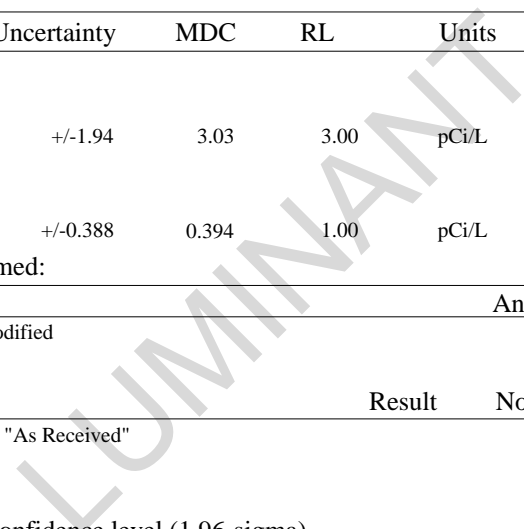 Uncertainty MDC RL Units
+/-1.94 3.03 3.00 pCi/L
+/-0.388 0.394 1.00 pCi/L
med:
An
odified
Result No
"As Received"
onfidence level (1.96-sigma)
LUMINANT